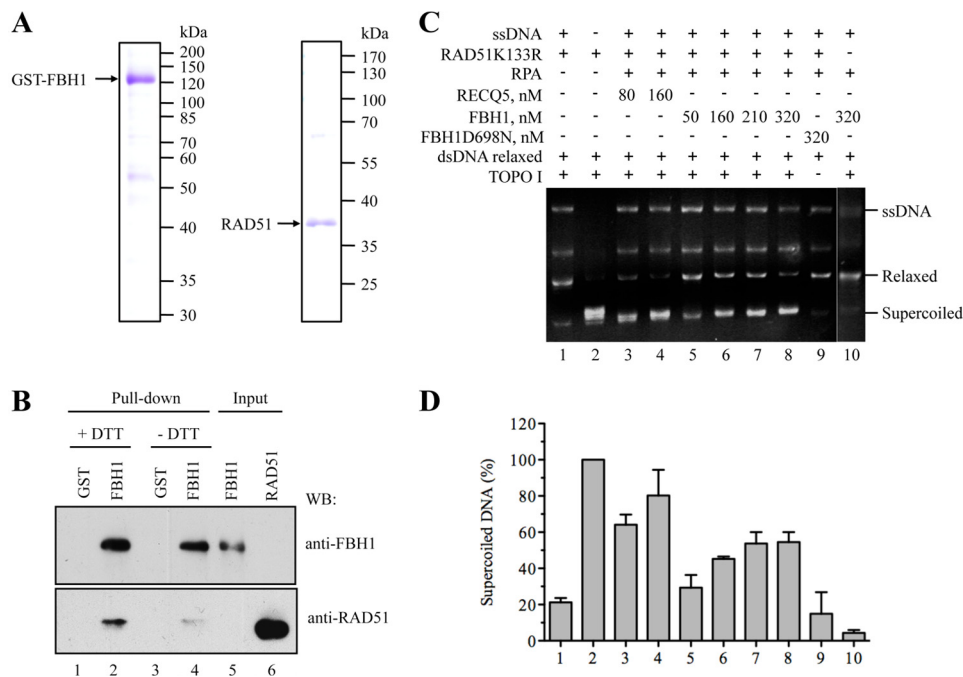 A
kDa
200
150
120
100
85
70
60
50
40
35
30
GST-FBH1
kDa
170
130
100
70
55
40
35
25
RAD51
B
Pull-down Input
+ DTT - DTT
GST FBH1 GST FBH1 FBH1 RAD51
WB:
anti-FBH1
anti-RAD51
1 2 3 4 5 6
C
ssDNA + - + + + + + + + +
RAD51K133R + + + + + + + + + -
RPA - - + + + + + + + +
RECQ5, nM - - 80 160 - - - - - -
FBH1, nM - - - - 50 160 210 320 - 320
FBH1D698N, nM - - - - - - - - 320 -
dsDNA relaxed + + + + + + + + + +
TOPO I + + + + + + + + - +
ssDNA
Relaxed
Supercoiled
1 2 3 4 5 6 7 8 9 10
D
Supercoiled DNA (%)
120
100
80
60
40
20
0
1 2 3 4 5 6 7 8 9 10